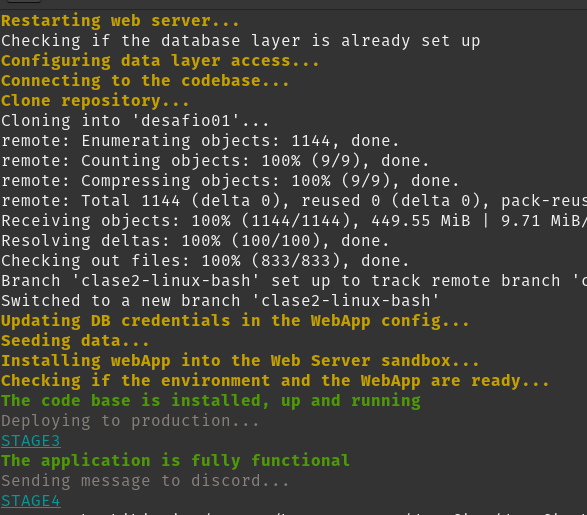 Restarting web server...
Checking if the database layer is already set up
Configuring data layer access...
Connecting to the codebase...
Clone repository...
Cloning into 'desafio01'...
remote: Enumerating objects: 1144, done.
remote: Counting objects: 100% (9/9), done.
remote: Compressing objects: 100% (9/9), done.
remote: Total 1144 (delta 0), reused 0 (delta 0), pack-reus
Receiving objects: 100% (1144/1144), 449.55 MiB | 9.71 MiB/
Resolving deltas: 100% (100/100), done.
Checking out files: 100% (833/833), done.
Branch 'clase2-linux-bash' set up to track remote branch 'c
Switched to a new branch 'clase2-linux-bash'
Updating DB credentials in the WebApp config...
Seeding data...
Installing webApp into the Web Server sandbox...
Checking if the environment and the WebApp are ready...
The code base is installed, up and running
Deploying to production...
STAGE3
The application is fully functional
Sending message to discord...
STAGE4